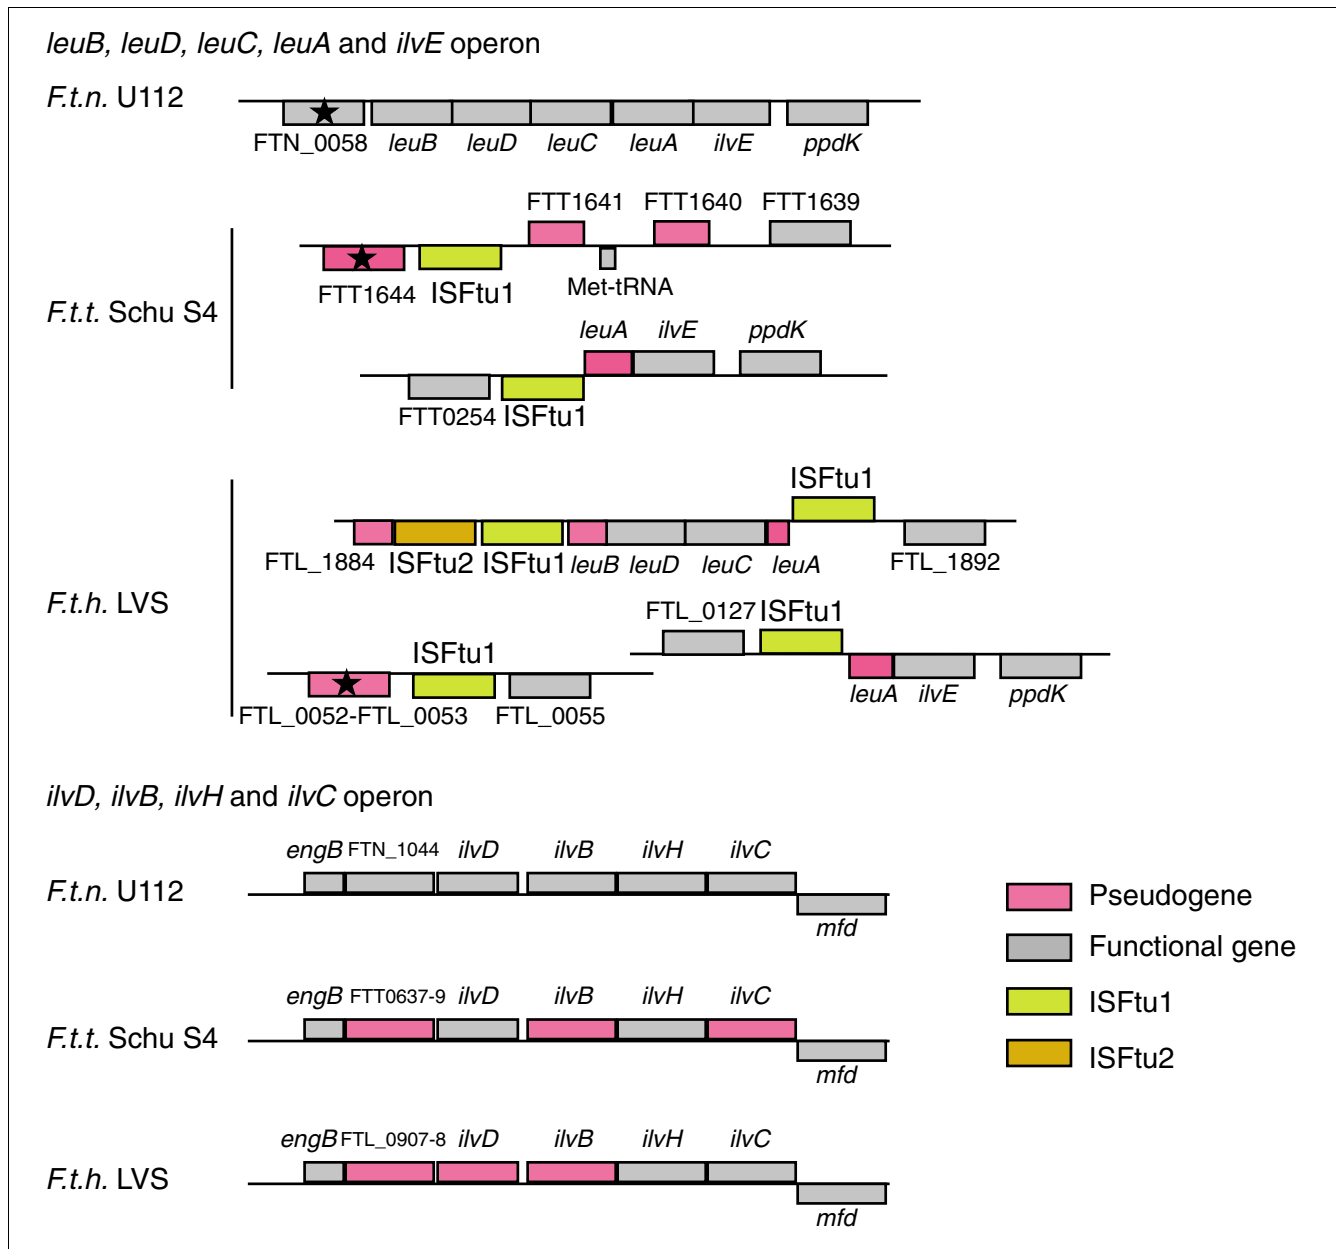 leuB, leuD, leuC, leuA and ilvE operon
F.t.n. U112
FTN_0058 leuB leuD leuC leuA ilvE ppdK
FTT1641 FTT1640 FTT1639
FTT1644 ISFtu1 Met-tRNA
F.t.t. Schu S4
leuA ilvE ppdK
FTT0254 ISFtu1
ISFtu1
FTL_1884 ISFtu2 ISFtu1 leuB leuD leuC leuA FTL_1892
F.t.h. LVS
FTL_0127 ISFtu1
leuA ilvE ppdK
ISFtu1
FTL_0052-FTL_0053 FTL_0055
ilvD, ilvB, ilvH and ilvC operon
engB FTN_1044 ilvD ilvB ilvH ilvC
F.t.n. U112
mfd
engB FTT0637-9 ilvD ilvB ilvH ilvC
F.t.t. Schu S4
mfd
engB FTL_0907-8 ilvD ilvB ilvH ilvC
F.t.h. LVS
mfd
Pseudogene
Functional gene
ISFtu1
ISFtu2